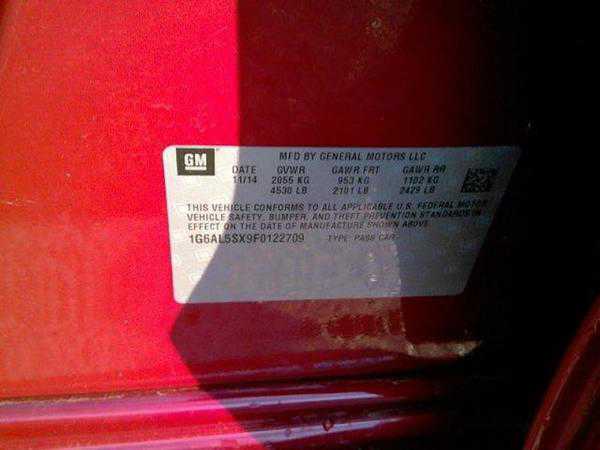 GM
MFD BY GENERAL MOTORS LLC
DATE GVWR GAWR FRT GAWR RR
11/14 2055 KG 953 KG 1102 KG
4530 LB 2101 LB 2429 LB
THIS VEHICLE CONFORMS TO ALL APPLICABLE U.S. FEDERAL MOTOR
VEHICLE SAFETY, BUMPER, AND THEFT PREVENTION STANDARDS IN
EFFECT ON THE DATE OF MANUFACTURE SHOWN ABOVE.
1G6AL5SX9F0122709 TYPE: PASS CAR